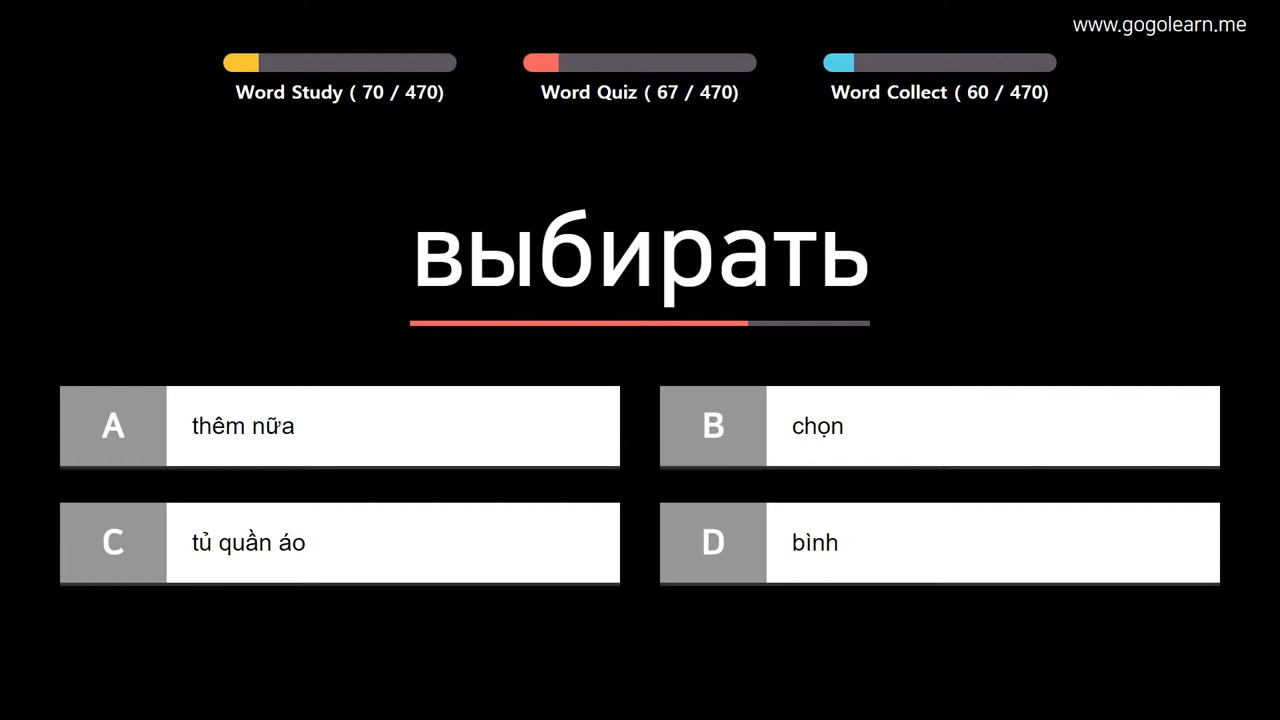 www.gogolearn.me
Word Study ( 70 / 470)
Word Quiz ( 67 / 470)
Word Collect ( 60 / 470)
выбирать
A thêm nữa
B chọn
C tủ quần áo
D bình